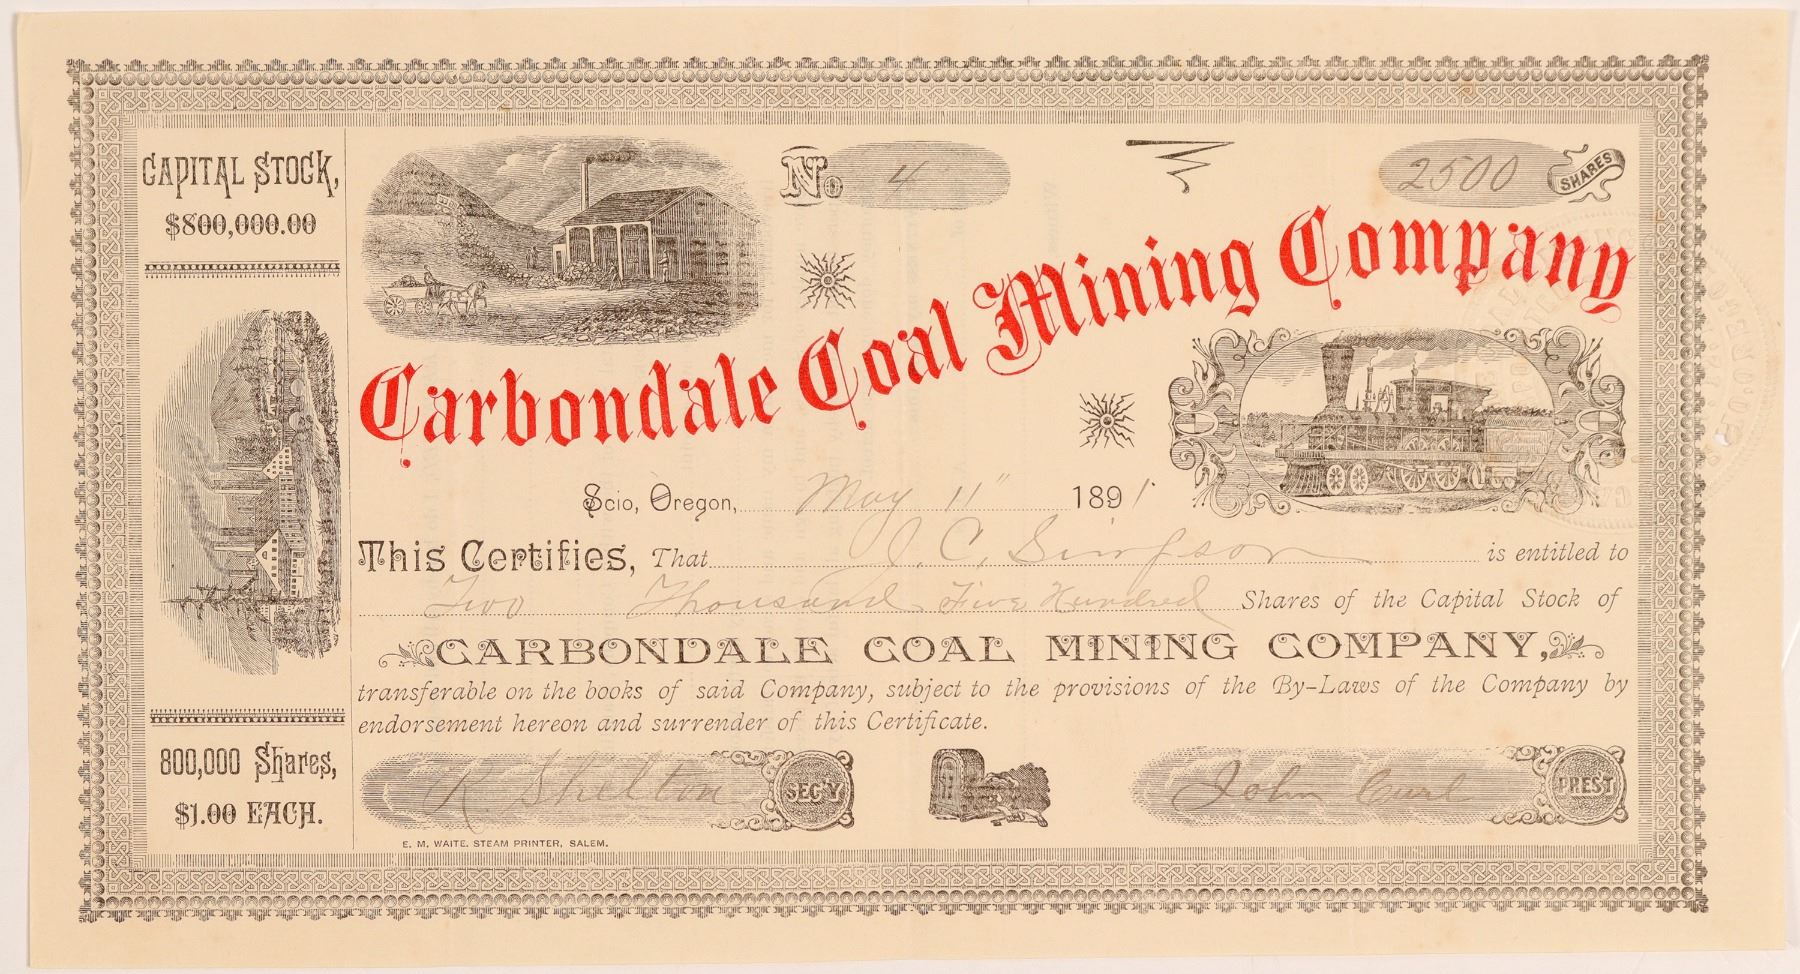 CAPITAL STOCK,
$800,000.00
800,000 Shares,
$1.00 EACH.
No 4
2500 SHARES
Carbondale Coal Mining Company
Scio, Oregon, May 11" 1891
This Certifies, That J. C. Simpson is entitled to
Two Thousand Five Hundred Shares of the Capital Stock of
CARBONDALE COAL MINING COMPANY,
transferable on the books of said Company, subject to the provisions of the By-Laws of the Company by
endorsement hereon and surrender of this Certificate.
R. Shelton SEC'Y
John Curl PREST
E. M. WAITE. STEAM PRINTER, SALEM.